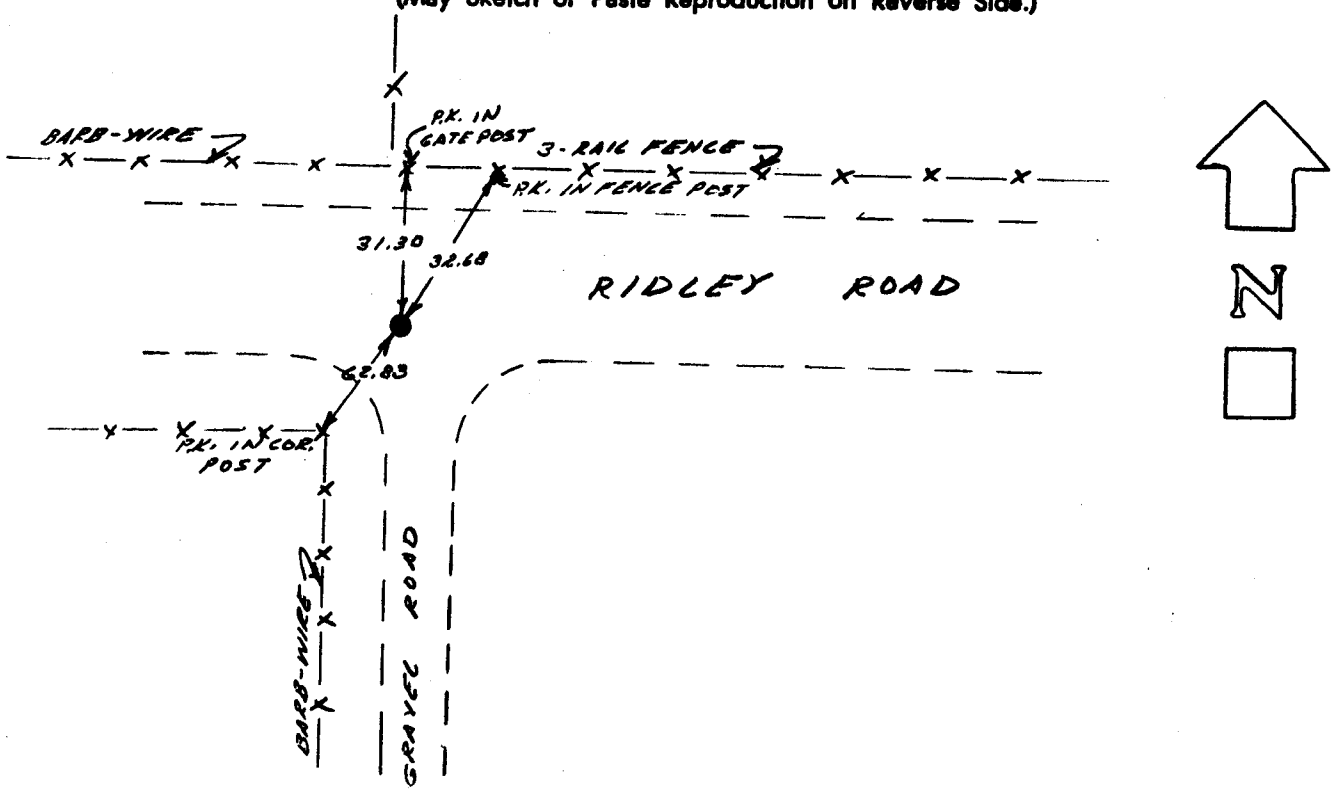 (May Sketch or Paste Reproduction on Reverse Side.)
P.K. IN
GATE POST
BARB-WIRE
3-RAIL FENCE
P.K. IN FENCE POST
31.30
32.68
RIDLEY ROAD
N
62.83
P.K. IN COR.
POST
BARB-WIRE
GRAVEL ROAD